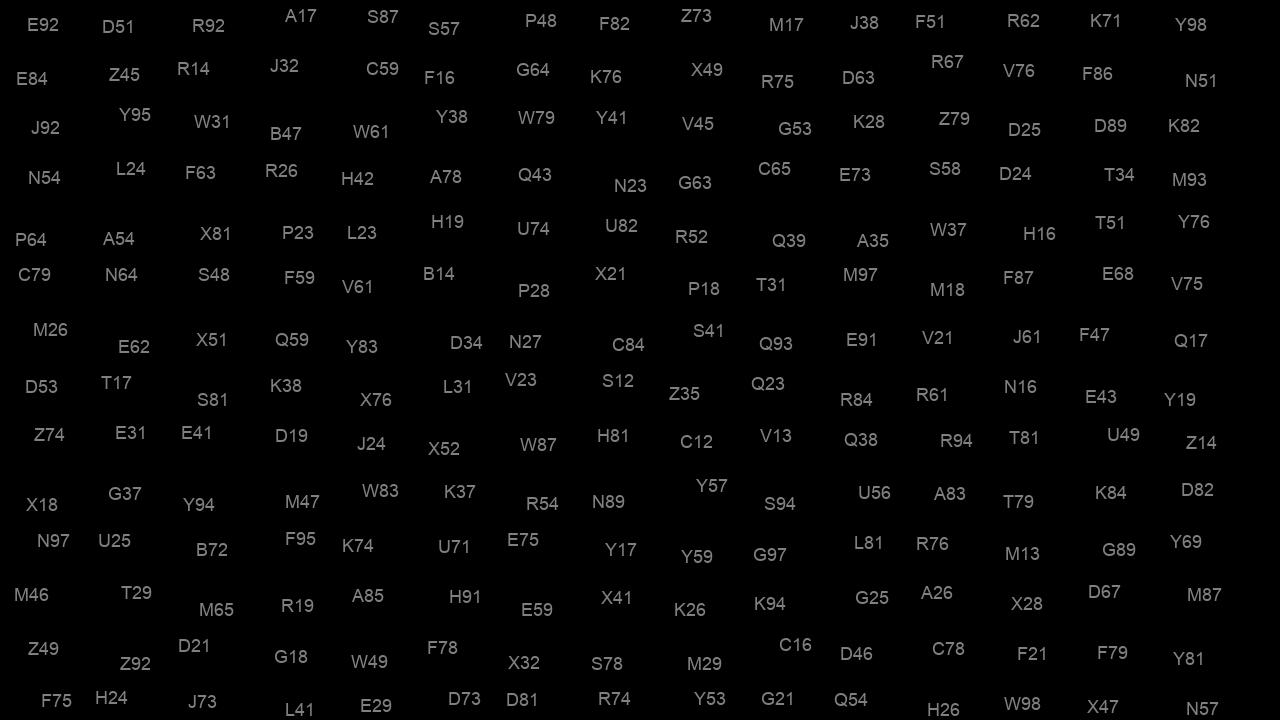 E92 D51 R92 A17 S87 S57 P48 F82 Z73 M17 J38 F51 R62 K71 Y98
E84 Z45 R14 J32 C59 F16 G64 K76 X49 R75 D63 R67 V76 F86 N51
J92 Y95 W31 B47 W61 Y38 W79 Y41 V45 G53 K28 Z79 D25 D89 K82
N54 L24 F63 R26 H42 A78 Q43 N23 G63 C65 E73 S58 D24 T34 M93
P64 A54 X81 P23 L23 H19 U74 U82 R52 Q39 A35 W37 H16 T51 Y76
C79 N64 S48 F59 V61 B14 P28 X21 P18 T31 M97 M18 F87 E68 V75
M26 E62 X51 Q59 Y83 D34 N27 C84 S41 Q93 E91 V21 J61 F47 Q17
D53 T17 S81 K38 X76 L31 V23 S12 Z35 Q23 R84 R61 N16 E43 Y19
Z74 E31 E41 D19 J24 X52 W87 H81 C12 V13 Q38 R94 T81 U49 Z14
X18 G37 Y94 M47 W83 K37 R54 N89 Y57 S94 U56 A83 T79 K84 D82
N97 U25 B72 F95 K74 U71 E75 Y17 Y59 G97 L81 R76 M13 G89 Y69
M46 T29 M65 R19 A85 H91 E59 X41 K26 K94 G25 A26 X28 D67 M87
Z49 Z92 D21 G18 W49 F78 X32 S78 M29 C16 D46 C78 F21 F79 Y81
F75 H24 J73 L41 E29 D73 D81 R74 Y53 G21 Q54 H26 W98 X47 N57